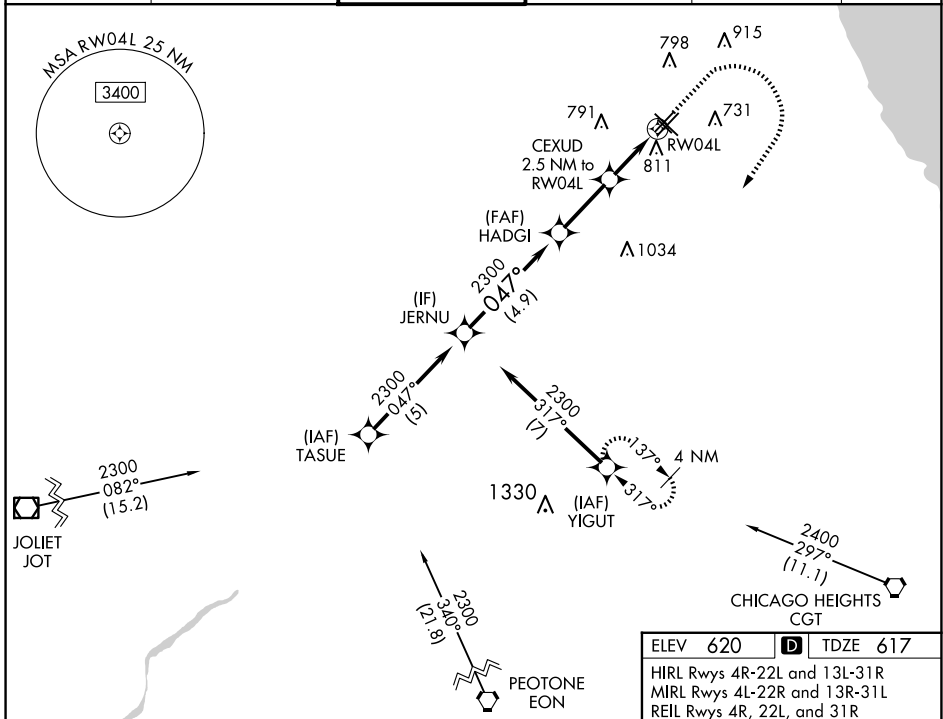 MSA RW04L 25 NM
3400
798
915
791
731
RW04L
811
CEXUD
2.5 NM to
RW04L
(FAF)
HADGI
1034
2300
047°
(4.9)
(IF)
JERNU
2300
047°
(5)
(IAF)
TASUE
2300
317°
(7)
137°
4 NM
317°
1330
(IAF)
YIGUT
2300
082°
(15.2)
JOLIET
JOT
2400
297°
(11.1)
CHICAGO HEIGHTS
CGT
2300
340°
(21.8)
PEOTONE
EON
ELEV 620 D TDZE 617
HIRL Rwys 4R-22L and 13L-31R
MIRL Rwys 4L-22R and 13R-31L
REIL Rwys 4R, 22L, and 31R